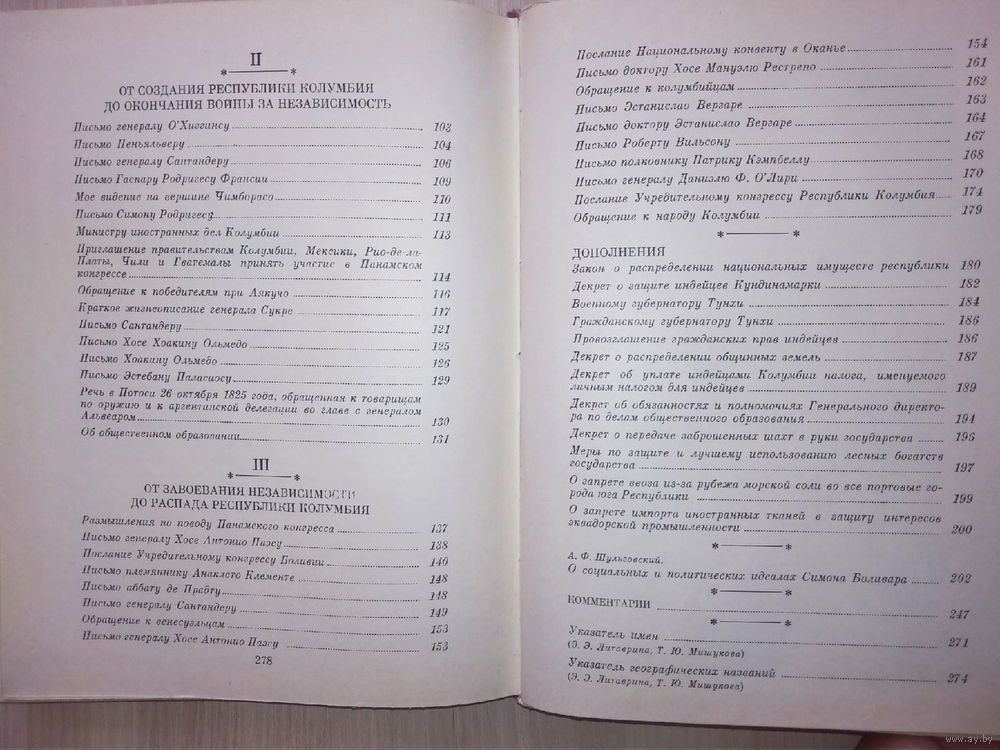 II
ОТ СОЗДАНИЯ РЕСПУБЛИКИ КОЛУМБИЯ
ДО ОКОНЧАНИЯ ВОЙНЫ ЗА НЕЗАВИСИМОСТЬ
Письмо генералу О'Хиггинсу 103
Письмо Пеньяльверу 104
Письмо генералу Сантандеру 106
Письмо Гаспару Родригесу Франсии 109
Мое видение на вершине Чимборасо 110
Письмо Симону Родригесу 111
Министру иностранных дел Колумбии 113
Приглашение правительствам Колумбии, Мексики, Рио-де-ла-
Платы, Чили и Гватемалы принять участие в Панамском
конгрессе 114
Обращение к победителям при Аякучо 116
Краткое жизнеописание генерала Сукре 117
Письмо Сантандеру 121
Письмо Хосе Хоакину Ольмедо 125
Письмо Хоакину Ольмедо 126
Письмо Эстебану Паласиосу 129
Речь в Потоси 26 октября 1825 года, обращенная к товарищам
по оружию и к аргентинской делегации во главе с генералом
Альвеаром 130
Об общественном образовании 131
III
ОТ ЗАВОЕВАНИЯ НЕЗАВИСИМОСТИ
ДО РАСПАДА РЕСПУБЛИКИ КОЛУМБИЯ
Размышления по поводу Панамского конгресса 137
Письмо генералу Хосе Антонио Паэсу 138
Послание Учредительному конгрессу Боливии 140
Письмо племяннику Анаклето Клементе 148
Письмо аббату де Прадту 148
Письмо генералу Сантандеру 149
Обращение к венесуэльцам 153
Письмо генералу Хосе Антонио Паэсу 153
278
Послание Национальному конвенту в Оканье 154
Письмо доктору Хосе Мануэлю Рестрепо 161
Обращение к колумбийцам 162
Письмо Эстанислао Вергаре 163
Письмо доктору Эстанислао Вергаре 164
Письмо Роберту Вильсону 167
Письмо полковнику Патрику Кэмпбеллу 168
Письмо генералу Даниэлю Ф. О'Лири 170
Послание Учредительному конгрессу Республики Колумбия 174
Обращение к народу Колумбии 179
ДОПОЛНЕНИЯ
Закон о распределении национальных имуществ республики 180
Декрет о защите индейцев Кундинамарки 182
Военному губернатору Тунхи 184
Гражданскому губернатору Тунхи 186
Провозглашение гражданских прав индейцев 186
Декрет о распределении общинных земель 187
Декрет об уплате индейцами Колумбии налога, именуемого
личным налогом для индейцев 189
Декрет об обязанностях и полномочиях Генерального директо-
ра по делам общественного образования 194
Декрет о передаче заброшенных шахт в руки государства 196
Меры по защите и лучшему использованию лесных богатств
государства 197
О запрете ввоза из-за рубежа морской соли во все портовые го-
рода юга Республики 199
О запрете импорта иностранных тканей в защиту интересов
эквадорской промышленности 200
А. Ф. Шульговский.
О социальных и политических идеалах Симона Боливара 202
КОММЕНТАРИИ 247
Указатель имен 271
(Э. Э. Литаврина, Т. Ю. Мишукова)
Указатель географических названий 274
(Э. Э. Литаврина, Т. Ю. Мишукова)
www.ay.by